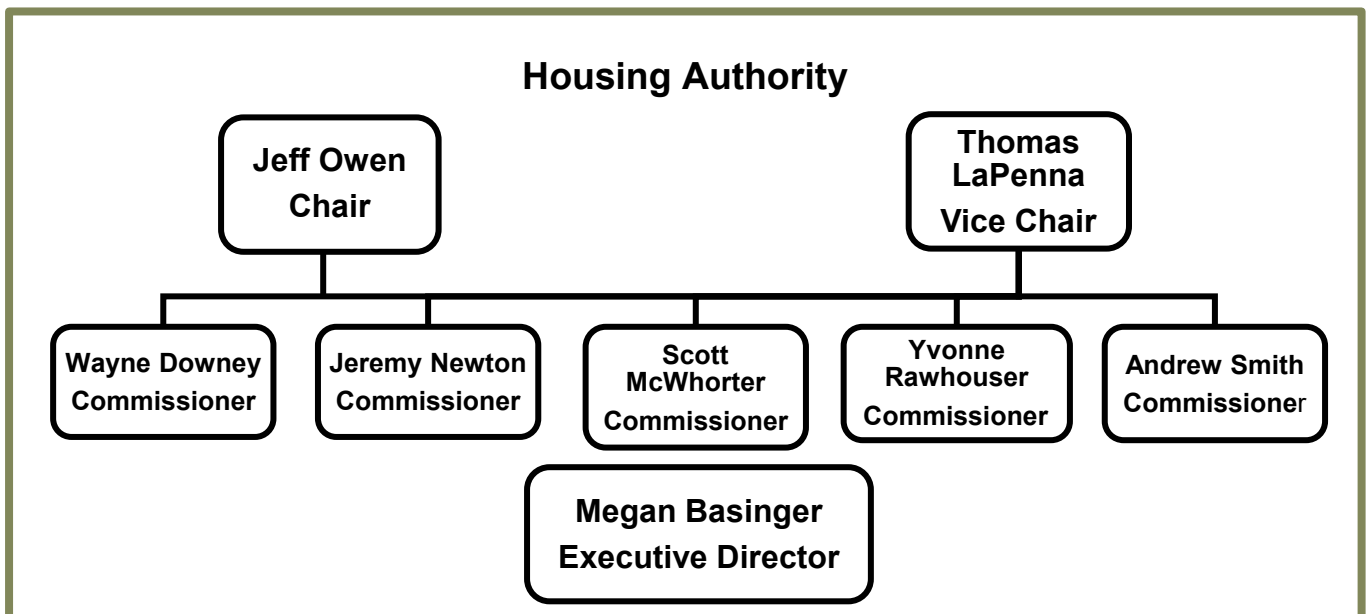 Housing Authority
Jeff Owen
Chair
Thomas
LaPenna
Vice Chair
Wayne Downey
Commissioner
Jeremy Newton
Commissioner
Scott
McWhorter
Commissioner
Yvonne
Rawhouser
Commissioner
Andrew Smith
Commissioner
Megan Basinger
Executive Director